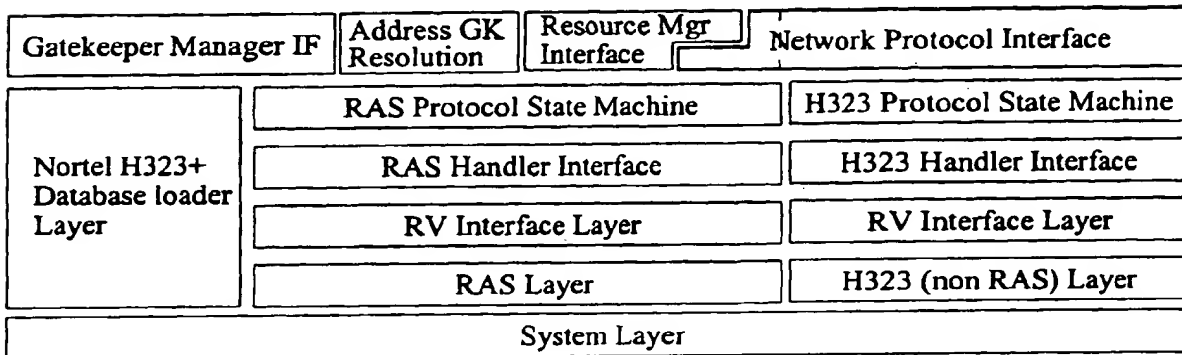 Gatekeeper Manager IF
Address GK
Resolution
Resource Mgr
Interface
Network Protocol Interface
Nortel H323+
Database loader
Layer
RAS Protocol State Machine
H323 Protocol State Machine
RAS Handler Interface
H323 Handler Interface
RV Interface Layer
RV Interface Layer
RAS Layer
H323 (non RAS) Layer
System Layer